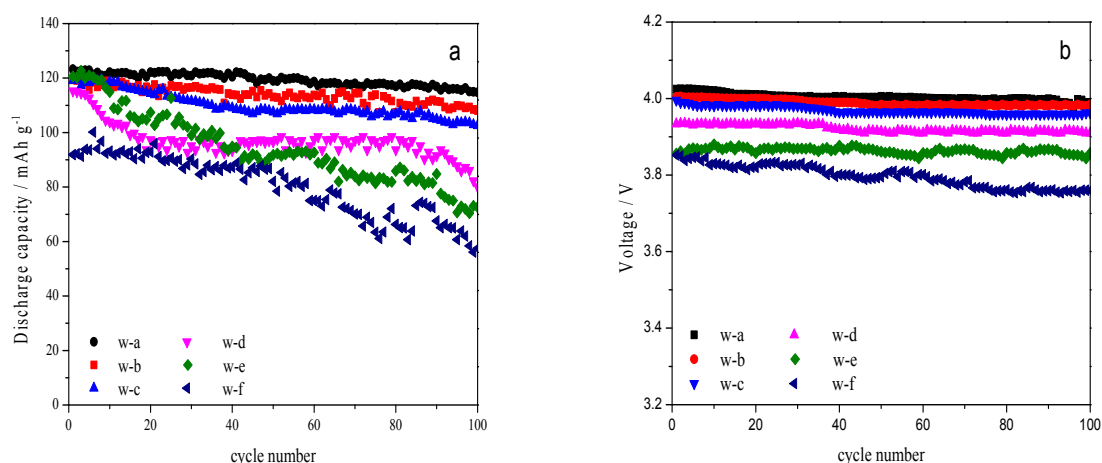 a
Discharge capacity / mAh g⁻¹
140
120
100
80
60
40
20
0
w-a
w-b
w-c
w-d
w-e
w-f
0 20 40 60 80 100
cycle number
b
Voltage / V
4.2
4.0
3.8
3.6
3.4
3.2
w-a
w-b
w-c
w-d
w-e
w-f
0 20 40 60 80 100
cycle number